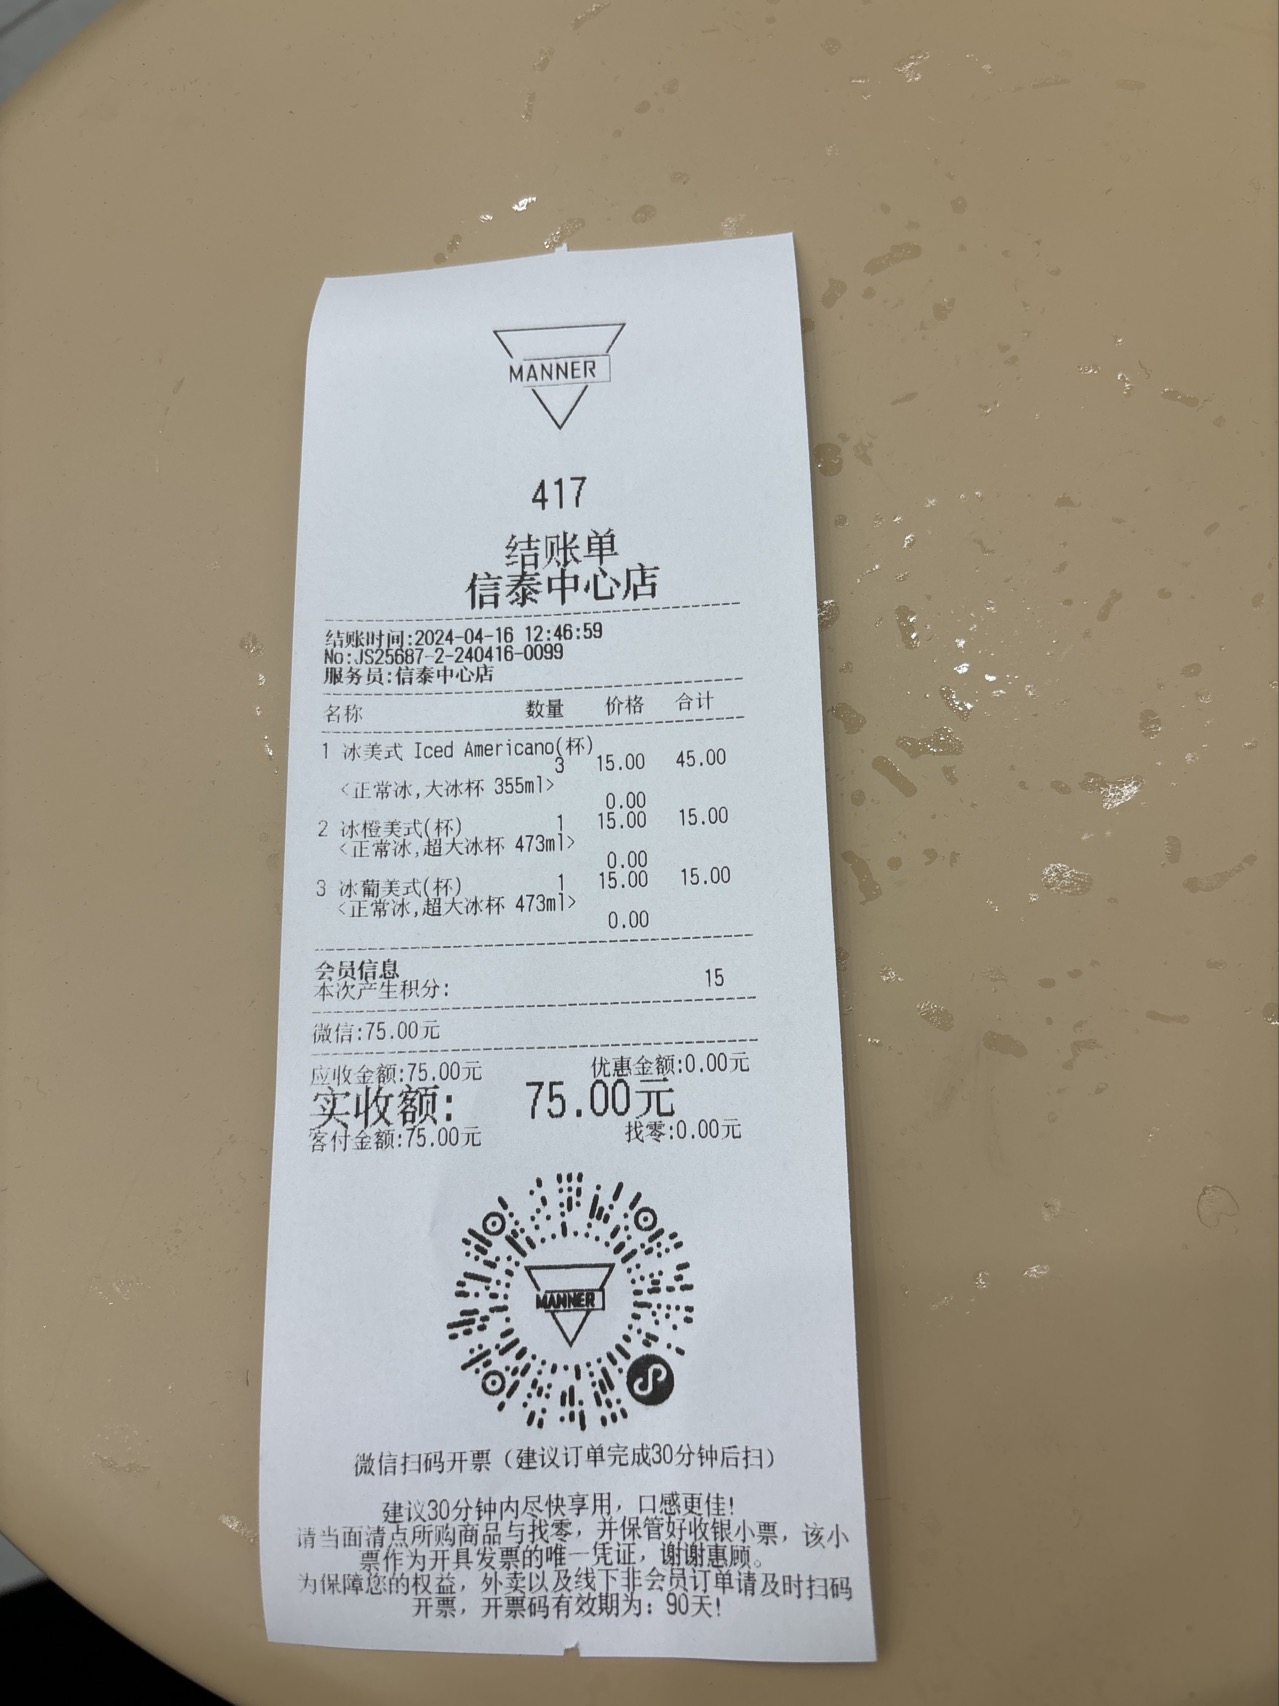 MANNER
417
结账单
信泰中心店
结账时间:2024-04-16 12:46:59
No:JS25687-2-240416-0099
服务员:信泰中心店
名称 数量 价格 合计
1 冰美式 Iced Americano(杯)
3 15.00 45.00
<正常冰,大冰杯 355ml>
0.00
2 冰橙美式(杯) 1 15.00 15.00
<正常冰,超大冰杯 473ml>
0.00
3 冰葡美式(杯) 1 15.00 15.00
<正常冰,超大冰杯 473ml>
0.00
会员信息
本次产生积分: 15
微信:75.00元
应收金额:75.00元 优惠金额:0.00元
实收额: 75.00元
客付金额:75.00元 找零:0.00元
MANNER
微信扫码开票（建议订单完成30分钟后扫）
建议30分钟内尽快享用，口感更佳!
请当面清点所购商品与找零，并保管好收银小票，该小
票作为开具发票的唯一凭证，谢谢惠顾。
为保障您的权益，外卖以及线下非会员订单请及时扫码
开票，开票码有效期为：90天!